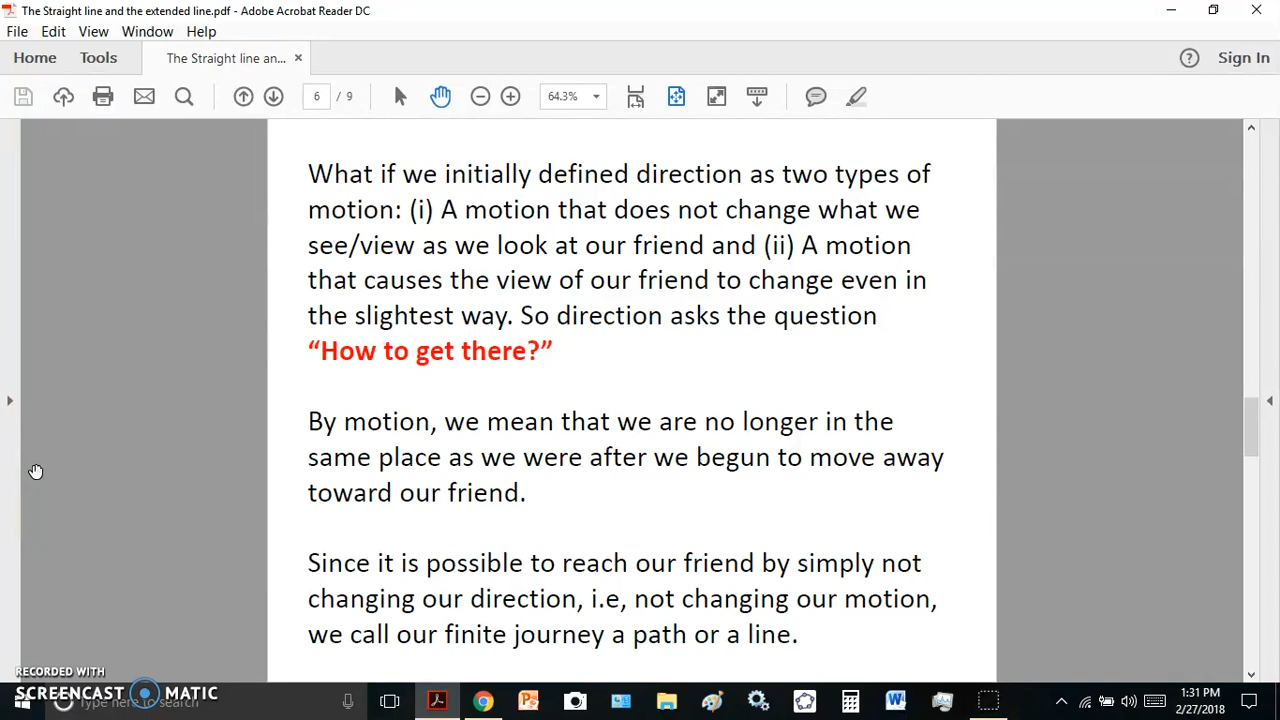 The Straight line and the extended line.pdf - Adobe Acrobat Reader DC
File Edit View Window Help
Home Tools The Straight line an... × Sign In
6 / 9 64.3%
What if we initially defined direction as two types of
motion: (i) A motion that does not change what we
see/view as we look at our friend and (ii) A motion
that causes the view of our friend to change even in
the slightest way. So direction asks the question
“How to get there?”
By motion, we mean that we are no longer in the
same place as we were after we begun to move away
toward our friend.
Since it is possible to reach our friend by simply not
changing our direction, i.e, not changing our motion,
we call our finite journey a path or a line.
RECORDED WITH
SCREENCAST MATIC
Type here to search
1:31 PM
2/27/2018